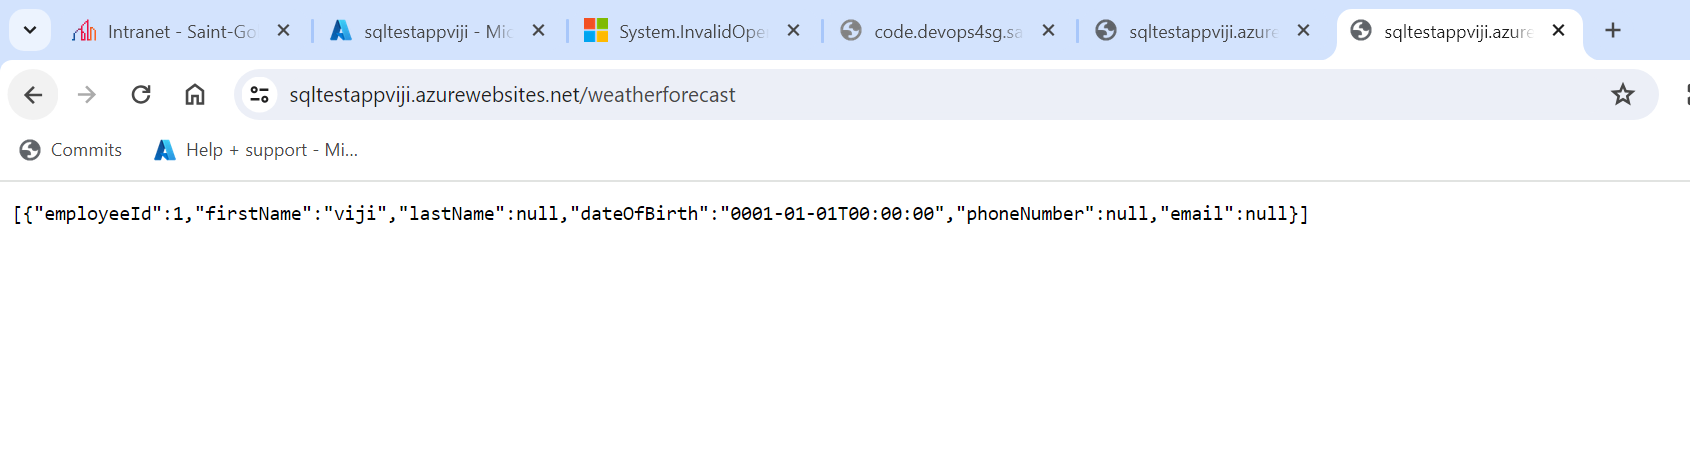 Intranet - Saint-Go
sqltestappviji - Mic
System.InvalidOper
code.devops4sg.sa
sqltestappviji.azure
sqltestappviji.azure
sqltestappviji.azurewebsites.net/weatherforecast
Commits
Help + support - Mi...
[{"employeeId":1,"firstName":"viji","lastName":null,"dateOfBirth":"0001-01-01T00:00:00","phoneNumber":null,"email":null}]